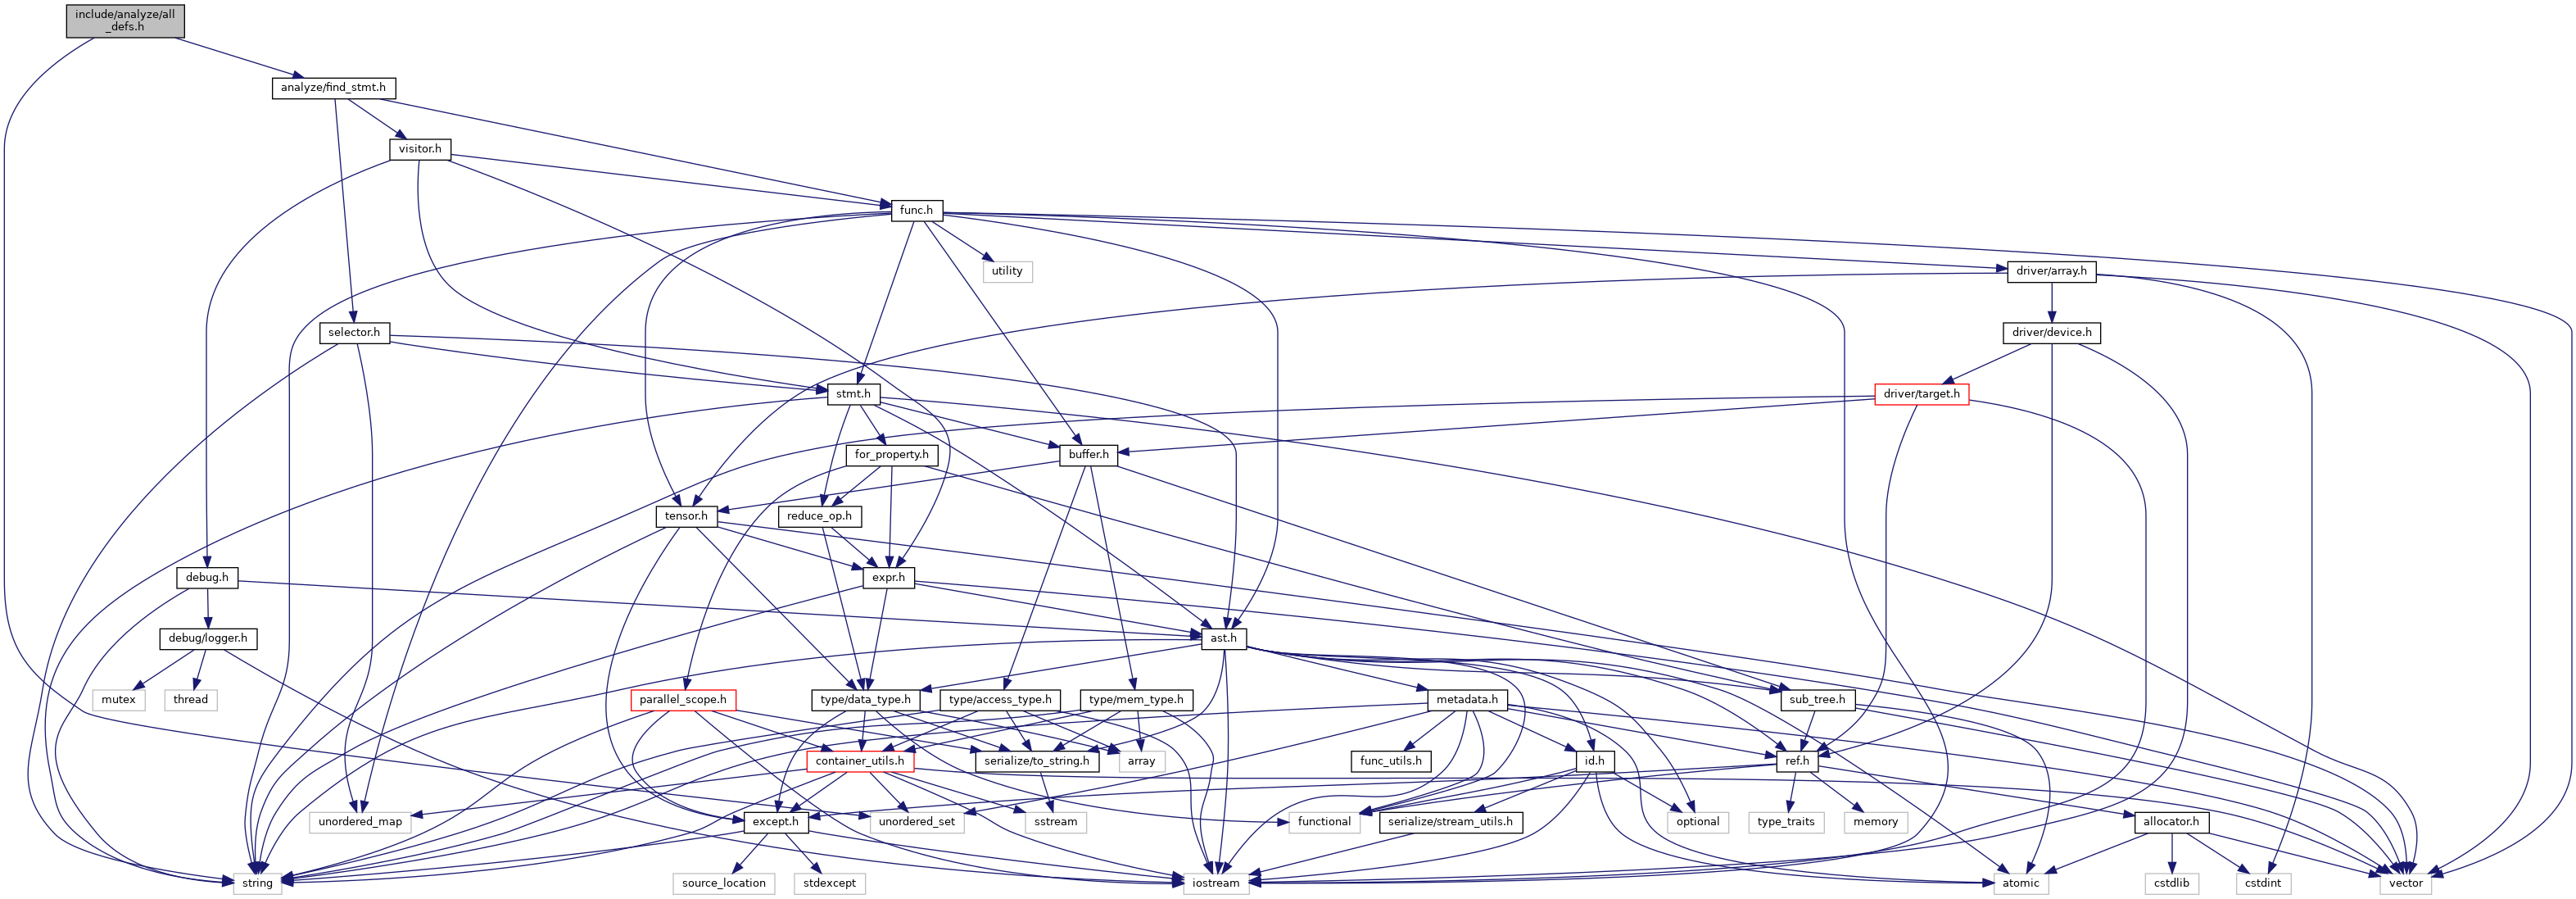 include/analyze/all
_defs.h
analyze/find_stmt.h
visitor.h
func.h
utility
driver/array.h
selector.h
driver/device.h
stmt.h
driver/target.h
for_property.h
buffer.h
tensor.h
reduce_op.h
debug.h
expr.h
debug/logger.h
ast.h
mutex
thread
parallel_scope.h
type/data_type.h
type/access_type.h
type/mem_type.h
metadata.h
sub_tree.h
container_utils.h
serialize/to_string.h
array
func_utils.h
id.h
ref.h
unordered_map
except.h
unordered_set
sstream
functional
serialize/stream_utils.h
optional
type_traits
memory
allocator.h
string
source_location
stdexcept
iostream
atomic
cstdlib
cstdint
vector